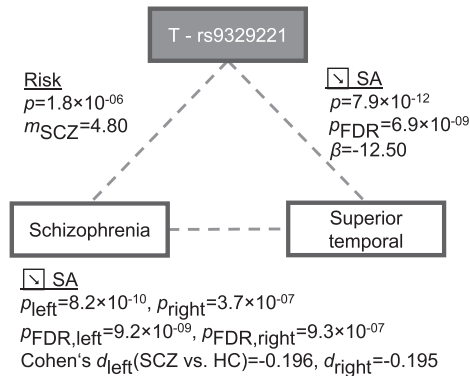 T - rs9329221
Risk
p=1.8×10-06
mSCZ=4.80
↘ SA
p=7.9×10-12
pFDR=6.9×10-09
β=-12.50
Schizophrenia
Superior
temporal
↘ SA
pleft=8.2×10-10, pright=3.7×10-07
pFDR,left=9.2×10-09, pFDR,right=9.3×10-07
Cohen‘s dleft(SCZ vs. HC)=-0.196, dright=-0.195